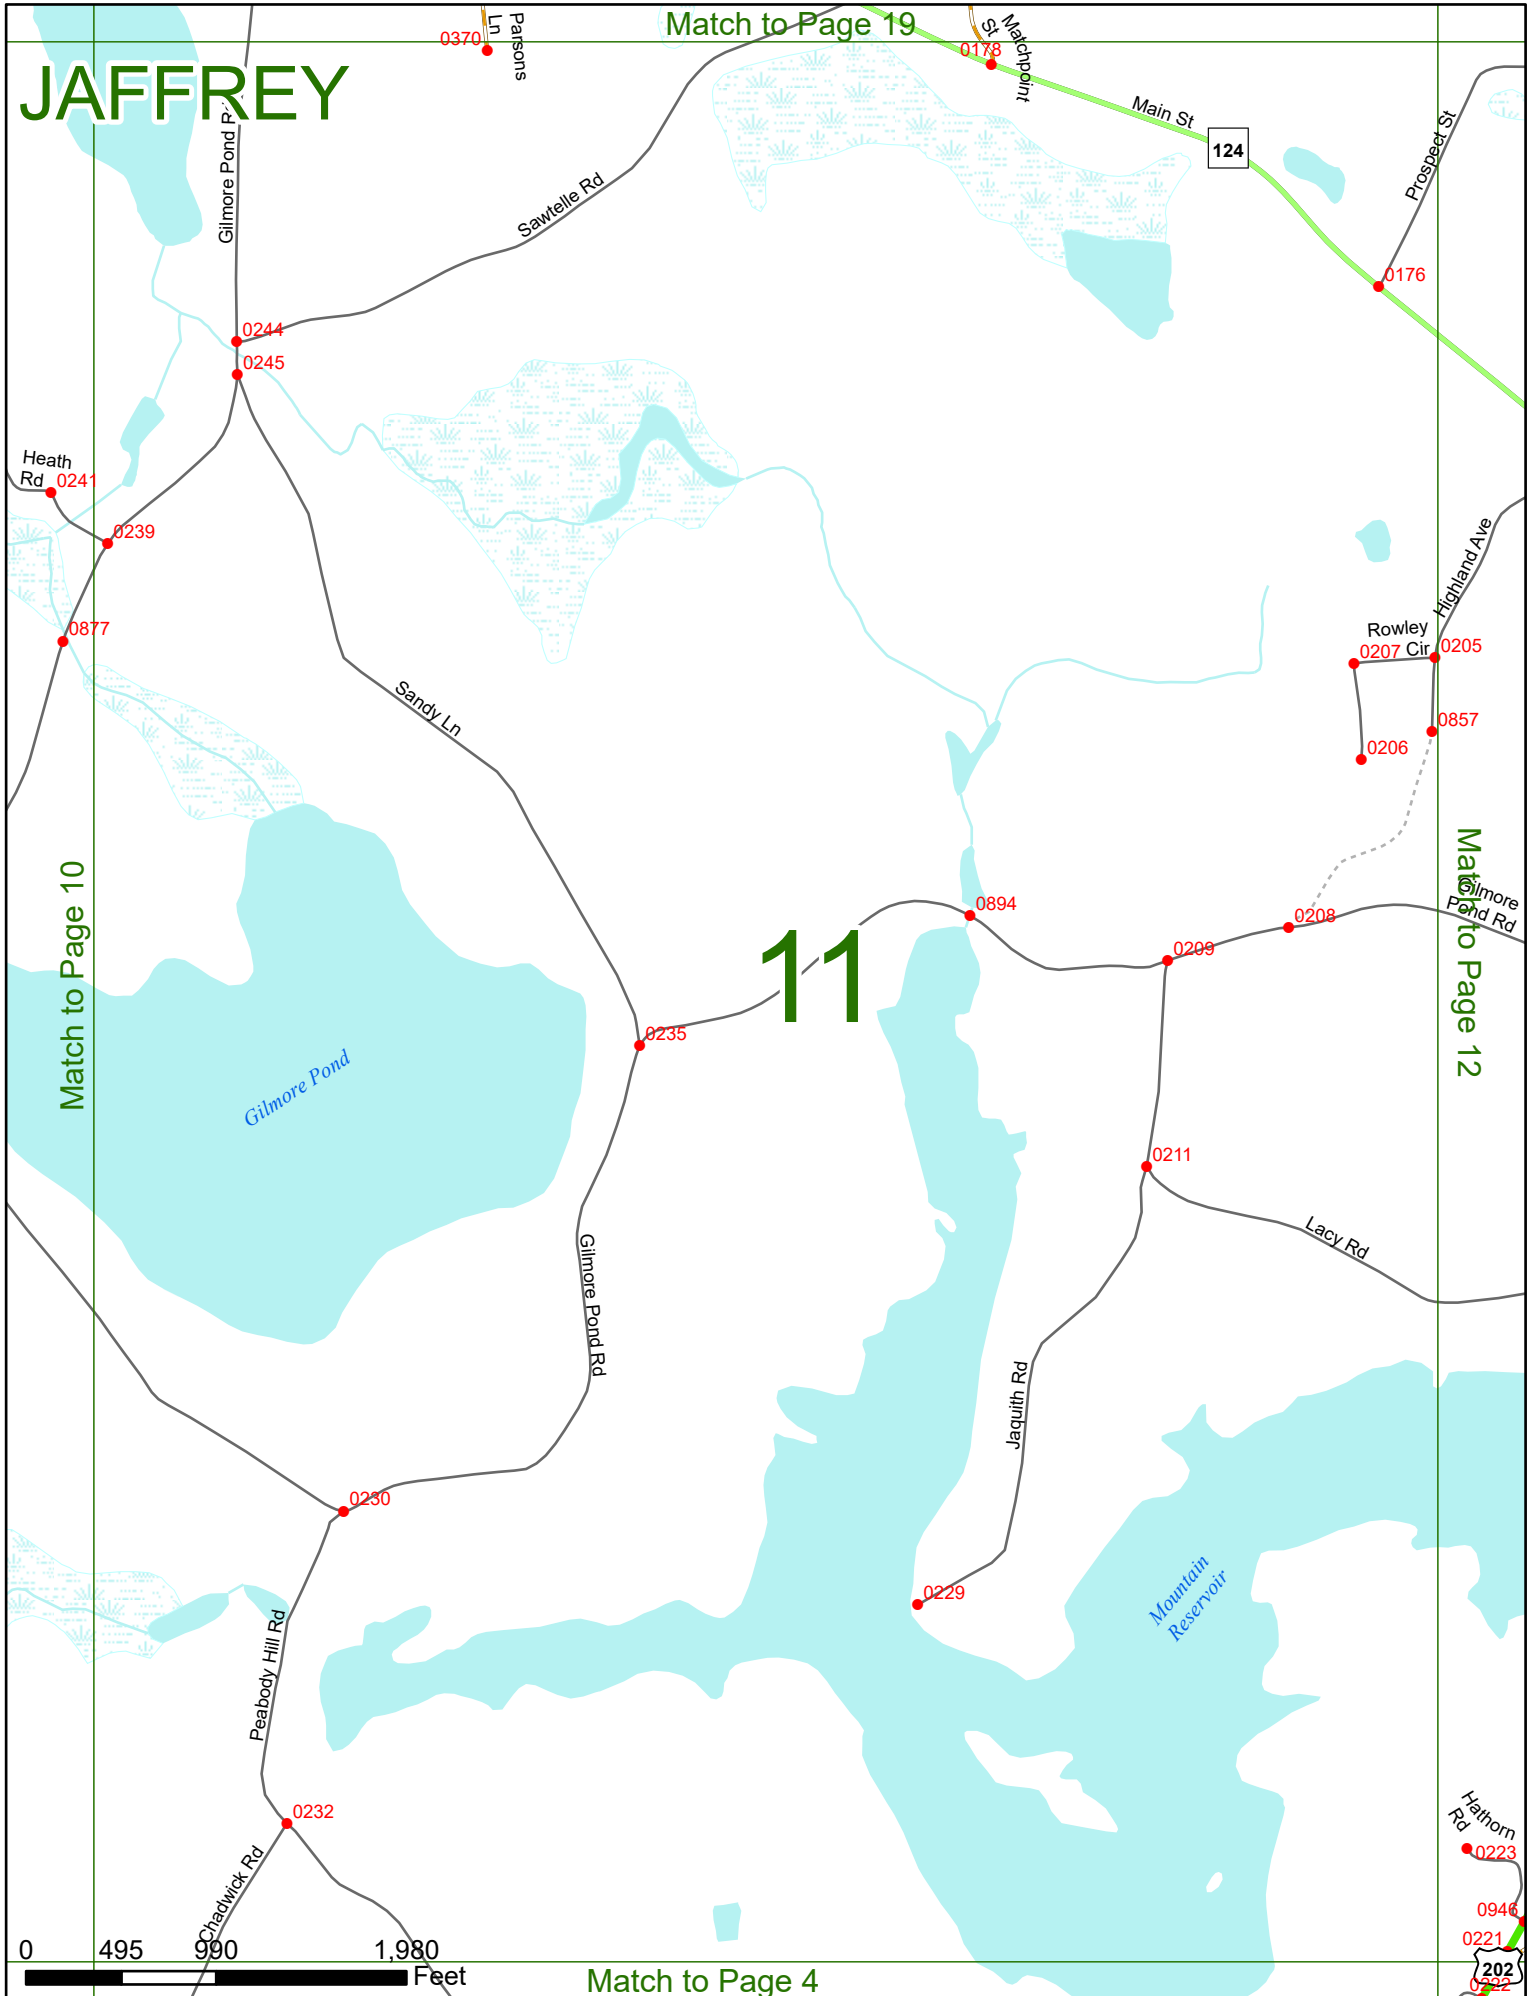 Match to Page 19
JAFFREY
0370
Parsons
Ln
Matchpoint
St
0178
Main St
124
Prospect St
0176
Gilmore Pond
Sawtelle Rd
0244
0245
Heath
Rd
0241
0239
0877
Sandy Ln
Highland Ave
Rowley
Cir
0207
0205
0857
0206
Match to Page 10
Match to Page 12
Gilmore
Pond Rd
0894
0208
0209
11
0235
Gilmore Pond
0211
Lacy Rd
Gilmore Pond Rd
Jaquith Rd
0230
0229
Mountain
Reservoir
Peabody Hill Rd
0232
Chadwick Rd
Hathorn
Rd
0223
0946
0221
202
0222
0 495 990 1,980
Feet
Match to Page 4